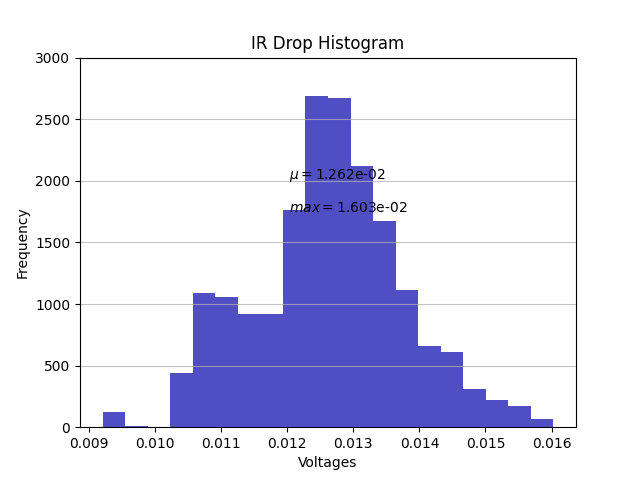 IR Drop Histogram
3000
2500
2000
1500
1000
500
0
Frequency
μ = 1.262e-02
max = 1.603e-02
0.009 0.010 0.011 0.012 0.013 0.014 0.015 0.016
Voltages